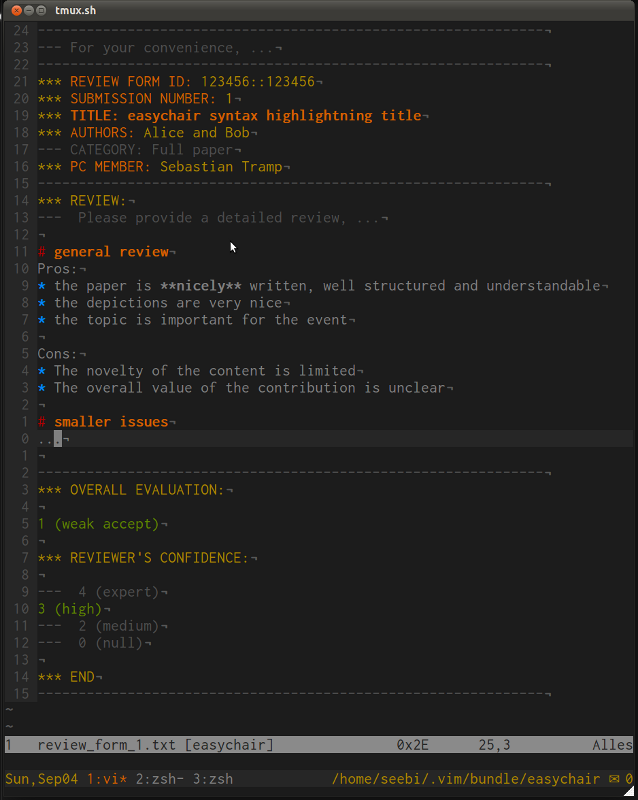 tmux.sh
24 --------------------------------------------------------------¬
23 --- For your convenience, ...¬
22 --------------------------------------------------------------¬
21 *** REVIEW FORM ID: 123456::123456¬
20 *** SUBMISSION NUMBER: 1¬
19 *** TITLE: easychair syntax highlightning title¬
18 *** AUTHORS: Alice and Bob¬
17 --- CATEGORY: Full paper¬
16 *** PC MEMBER: Sebastian Tramp¬
15 --------------------------------------------------------------¬
14 *** REVIEW:¬
13 ---  Please provide a detailed review, ...¬
12 ¬
11 # general review¬
10 Pros:¬
9 * the paper is **nicely** written, well structured and understandable¬
8 * the depictions are very nice¬
7 * the topic is important for the event¬
6 ¬
5 Cons:¬
4 * The novelty of the content is limited¬
3 * The overall value of the contribution is unclear¬
2 ¬
1 # smaller issues¬
0 ...¬
1 ¬
2 --------------------------------------------------------------¬
3 *** OVERALL EVALUATION:¬
4 ¬
5 1 (weak accept)¬
6 ¬
7 *** REVIEWER'S CONFIDENCE:¬
8 ¬
9 ---  4 (expert)¬
10 3 (high)¬
11 ---  2 (medium)¬
12 ---  0 (null)¬
13 ¬
14 *** END¬
15 --------------------------------------------------------------¬
~
~
1 review_form_1.txt [easychair] 0x2E 25,3 Alles
Sun,Sep04 1:vi* 2:zsh- 3:zsh /home/seebi/.vim/bundle/easychair ✉ 0